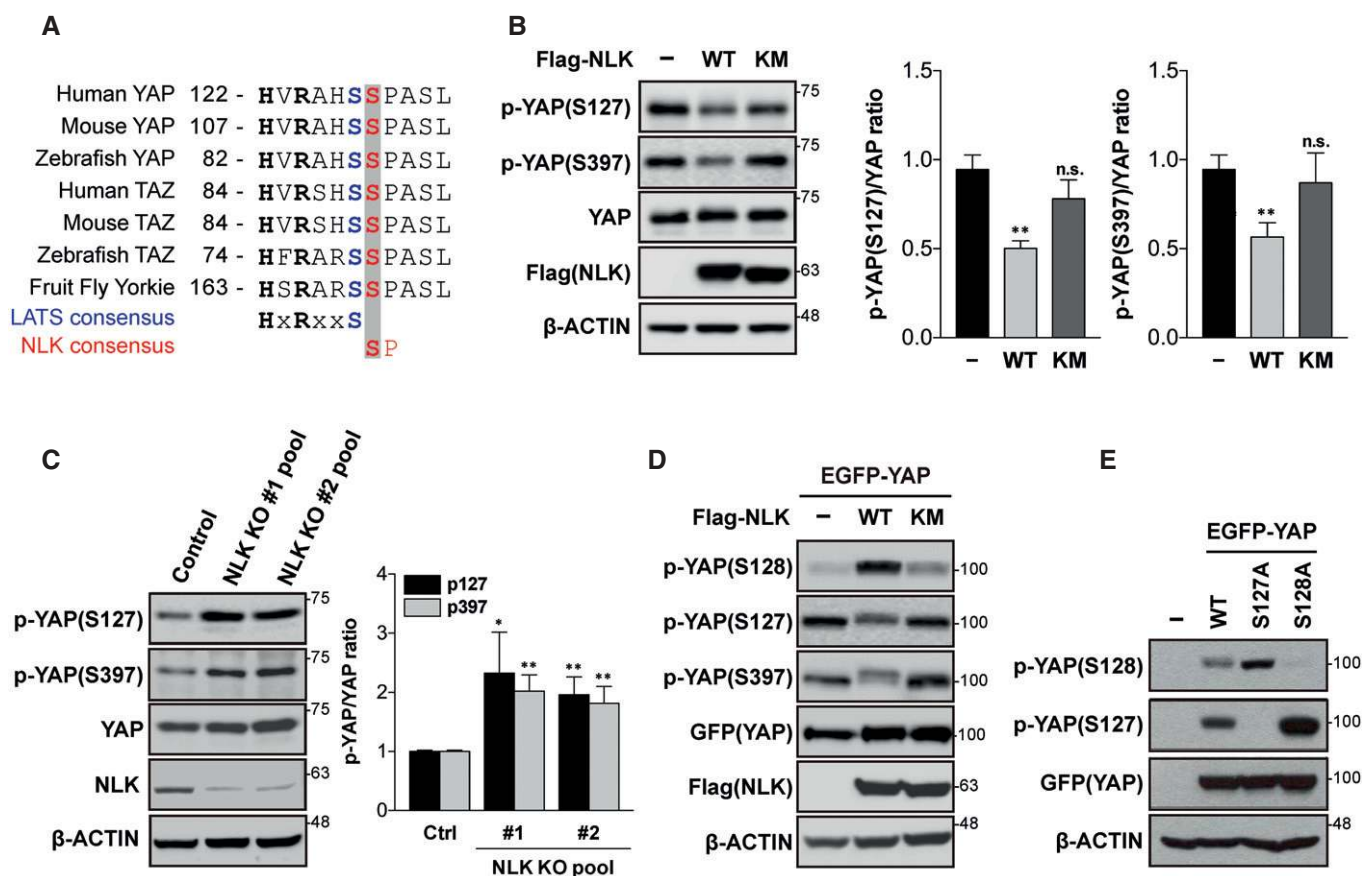 A
Human YAP 122 - HVRAHSSPASL
Mouse YAP 107 - HVRAHSSPASL
Zebrafish YAP 82 - HVRAHSSPASL
Human TAZ 84 - HVRSHSSPASL
Mouse TAZ 84 - HVRSHSSPASL
Zebrafish TAZ 74 - HFRARSSPASL
Fruit Fly Yorkie 163 - HSRARSSPASL
LATS consensus HxRxxS
NLK consensus SP
B
Flag-NLK – WT KM
p-YAP(S127) 75
p-YAP(S397) 75
YAP
Flag(NLK) 63
β-ACTIN 48
p-YAP(S127)/YAP ratio
1.5
1.0
0.5
0.0
**
n.s.
– WT KM
p-YAP(S397)/YAP ratio
1.5
1.0
0.5
0.0
**
n.s.
– WT KM
C
Control NLK KO #1 pool NLK KO #2 pool
p-YAP(S127) 75
p-YAP(S397) 75
YAP 75
NLK 63
β-ACTIN 48
p-YAP/YAP ratio
4
3
2
1
0
p127
p397
* ** ** **
Ctrl #1 #2
NLK KO pool
D
EGFP-YAP
Flag-NLK – WT KM
p-YAP(S128) 100
p-YAP(S127) 100
p-YAP(S397) 100
GFP(YAP) 100
Flag(NLK) 63
β-ACTIN 48
E
EGFP-YAP
– WT S127A S128A
p-YAP(S128) 100
p-YAP(S127) 100
GFP(YAP) 100
β-ACTIN 48